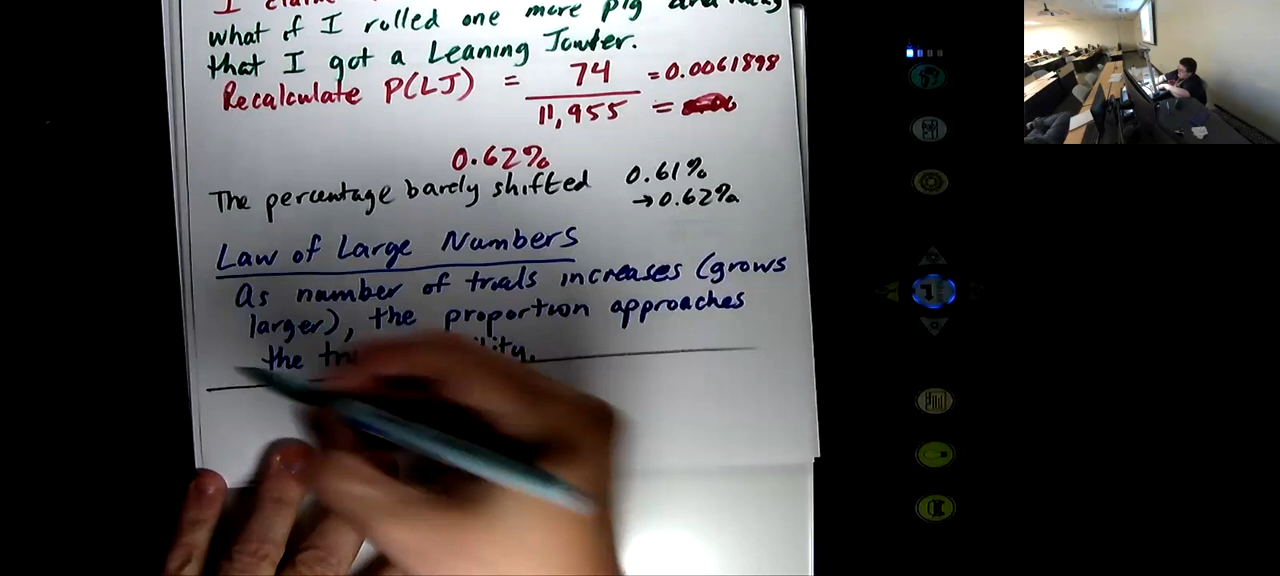 what if I rolled one more pig and
that I got a Leaning Jowler.
Recalculate P(LJ) = 74 / 11,955 = 0.0061898
=
0.62%
The percentage barely shifted 0.61%
→0.62%
Law of Large Numbers
As number of trials increases (grows
larger), the proportion approaches
the